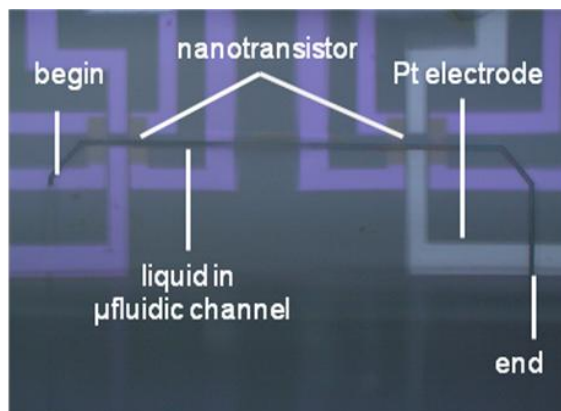 nanotransistor
begin
Pt electrode
liquid in
μfluidic channel
end